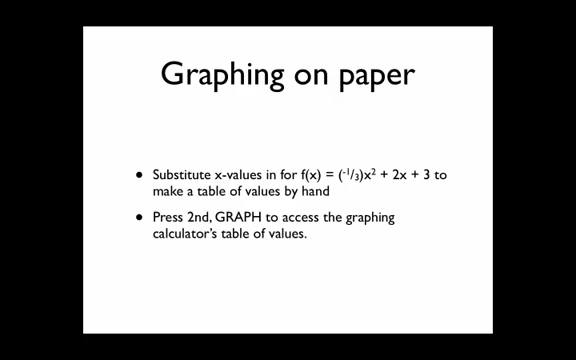 Graphing on paper
• Substitute x-values in for f(x) = (⁻¹/₃)x² + 2x + 3 to
make a table of values by hand
• Press 2nd, GRAPH to access the graphing
calculator's table of values.